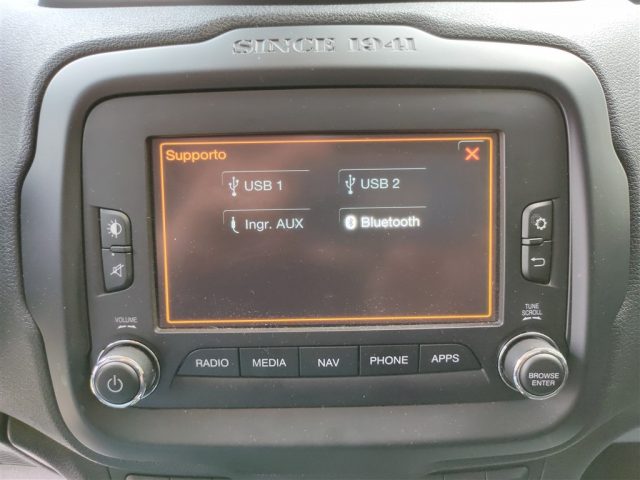 SINCE 1941
Supporto
USB 1
USB 2
Ingr. AUX
Bluetooth
VOLUME
TUNE
SCROLL
RADIO
MEDIA
NAV
PHONE
APPS
BROWSE
ENTER